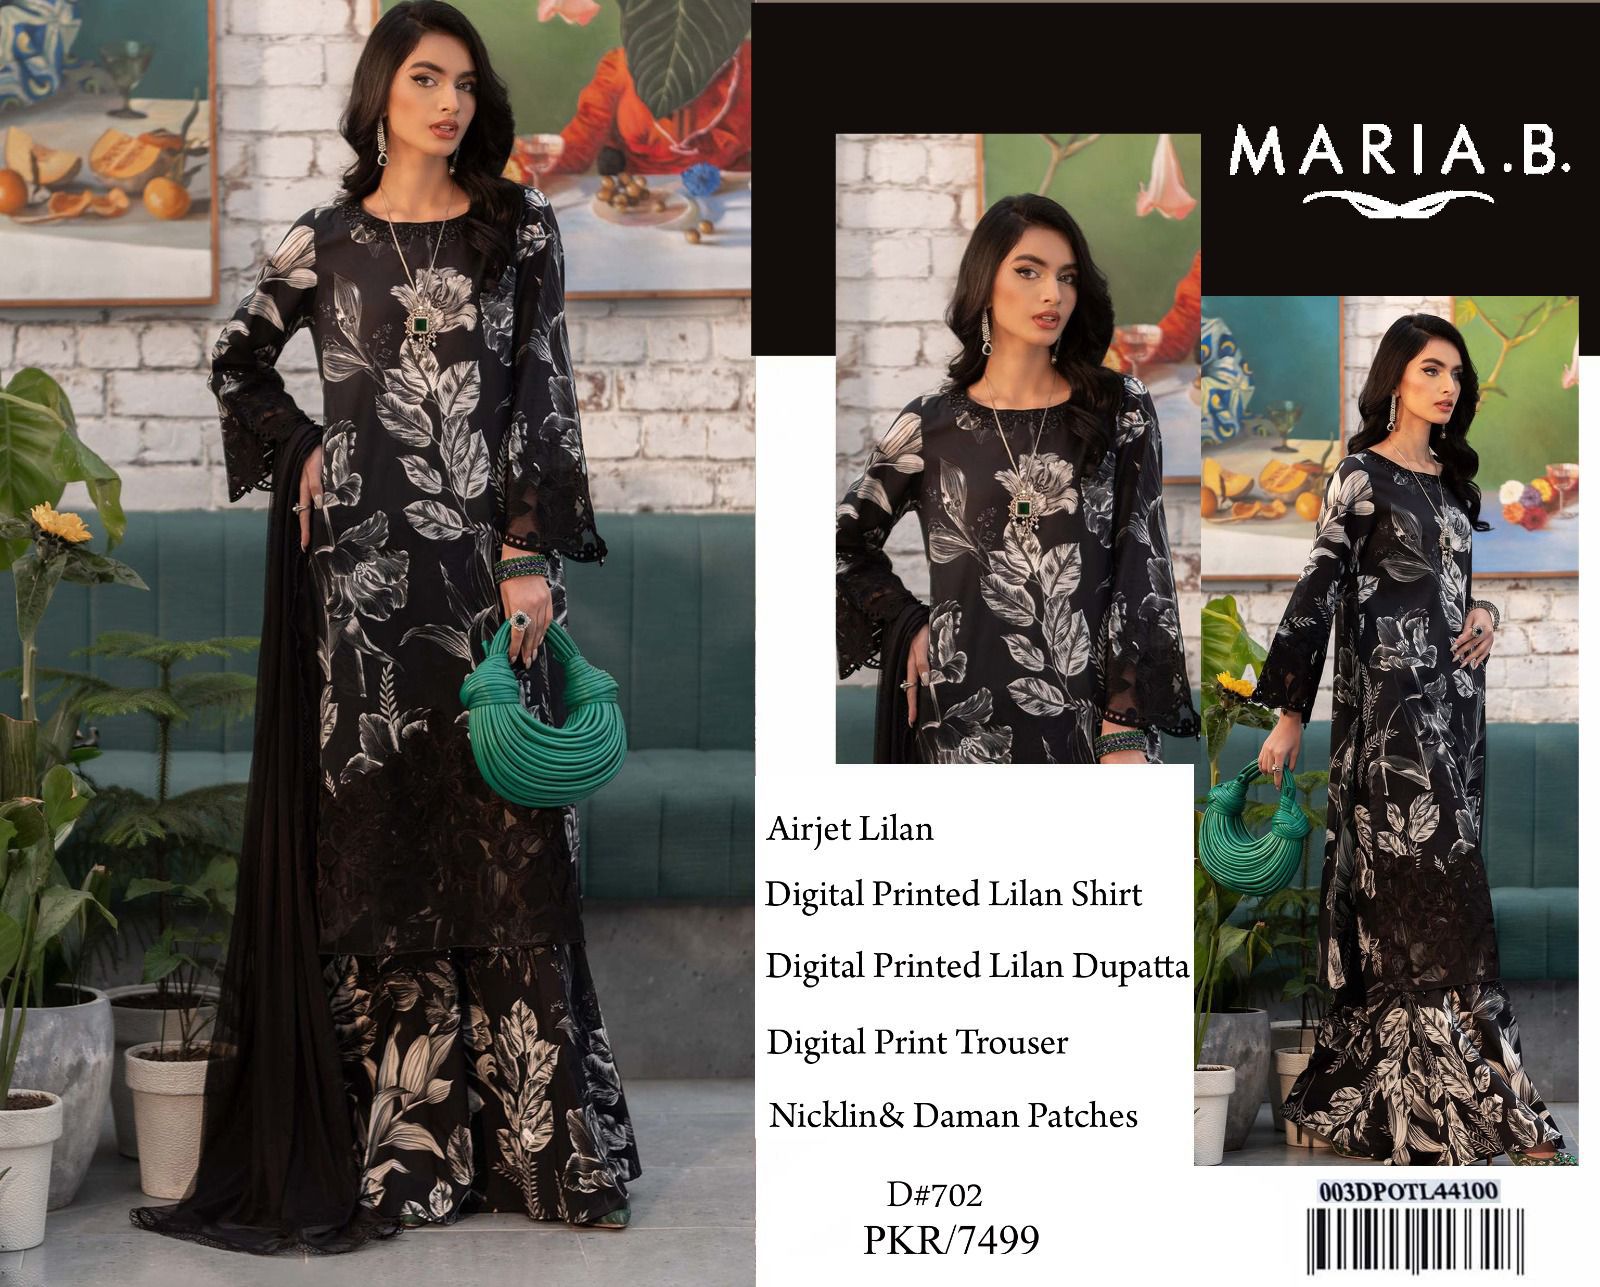 MARIA.B.
Airjet Lilan
Digital Printed Lilan Shirt
Digital Printed Lilan Dupatta
Digital Print Trouser
Nicklin& Daman Patches
D#702
PKR/7499
003DPOTL44100